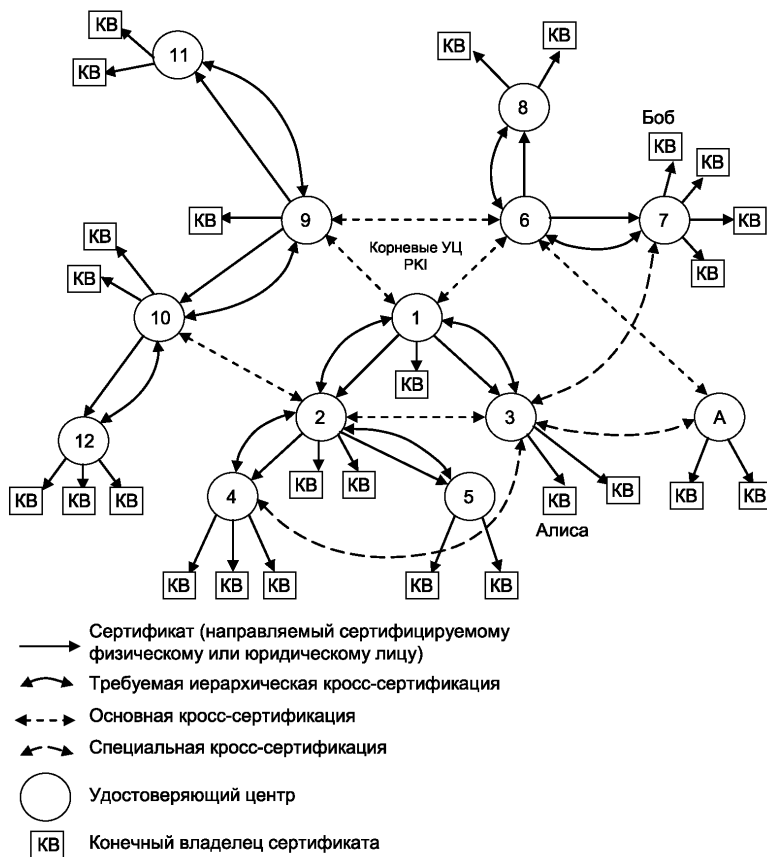 КВ
КВ
11
КВ
КВ
8
Боб
КВ
КВ
КВ
9
6
7
КВ
КВ
КВ
Корневые УЦ
PKI
КВ
10
1
КВ
12
2
3
А
КВ
КВ
КВ
4
КВ
КВ
5
КВ
КВ
КВ
КВ
Алиса
КВ
КВ
КВ
КВ
КВ
Сертификат (направляемый сертифицируемому
физическому или юридическому лицу)
Требуемая иерархическая кросс-сертификация
Основная кросс-сертификация
Специальная кросс-сертификация
Удостоверяющий центр
КВ Конечный владелец сертификата